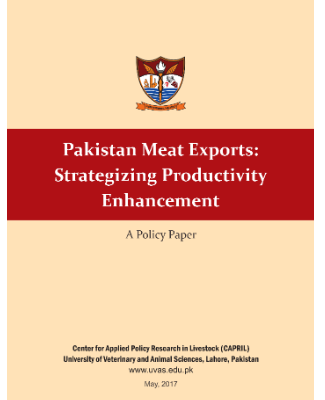 Pakistan Meat Exports:
Strategizing Productivity
Enhancement
A Policy Paper
Center for Applied Policy Research in Livestock (CAPRIL)
University of Veterinary and Animal Sciences, Lahore, Pakistan
www.uvas.edu.pk
May, 2017